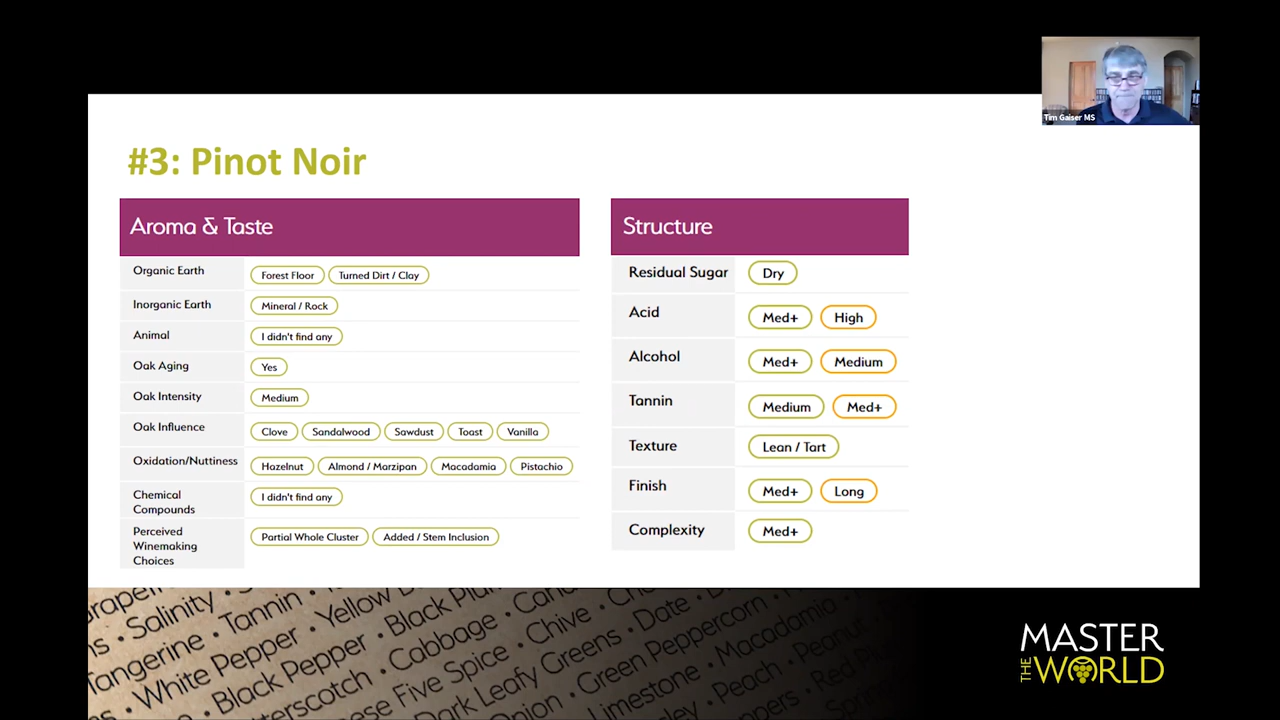 Tim Gaiser MS
#3: Pinot Noir
Aroma & Taste
Organic Earth Forest Floor Turned Dirt / Clay
Inorganic Earth Mineral / Rock
Animal I didn't find any
Oak Aging Yes
Oak Intensity Medium
Oak Influence Clove Sandalwood Sawdust Toast Vanilla
Oxidation/Nuttiness Hazelnut Almond / Marzipan Macadamia Pistachio
Chemical
Compounds I didn't find any
Perceived
Winemaking
Choices Partial Whole Cluster Added / Stem Inclusion
Structure
Residual Sugar Dry
Acid Med+ High
Alcohol Med+ Medium
Tannin Medium Med+
Texture Lean / Tart
Finish Med+ Long
Complexity Med+
• Salinity •
Tangerine • Tannin •
• White Pepper • Yellow
• Black Pepper • Black
• Cabbage •
Five Spice • Chive •
Dark Leafy Greens • Date •
• Green Peppercorn •
Limestone • Macadamia •
• Peach • Peanut
MASTER
THE WORLD